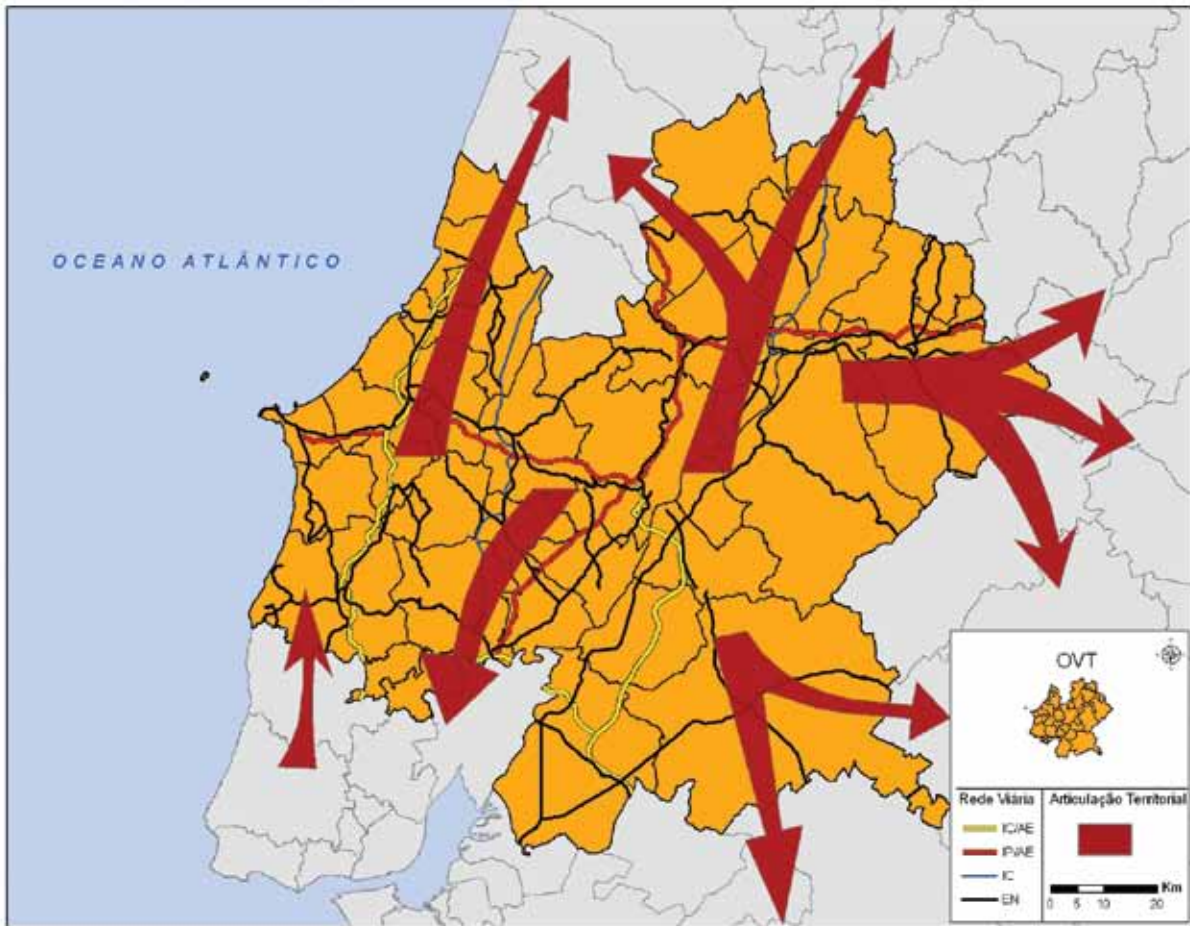 OCEANO ATLÂNTICO
OVT
Rede Viária
IC/AE
IP/AE
IC
EN
Articulação Territorial
Km
0 5 10 20